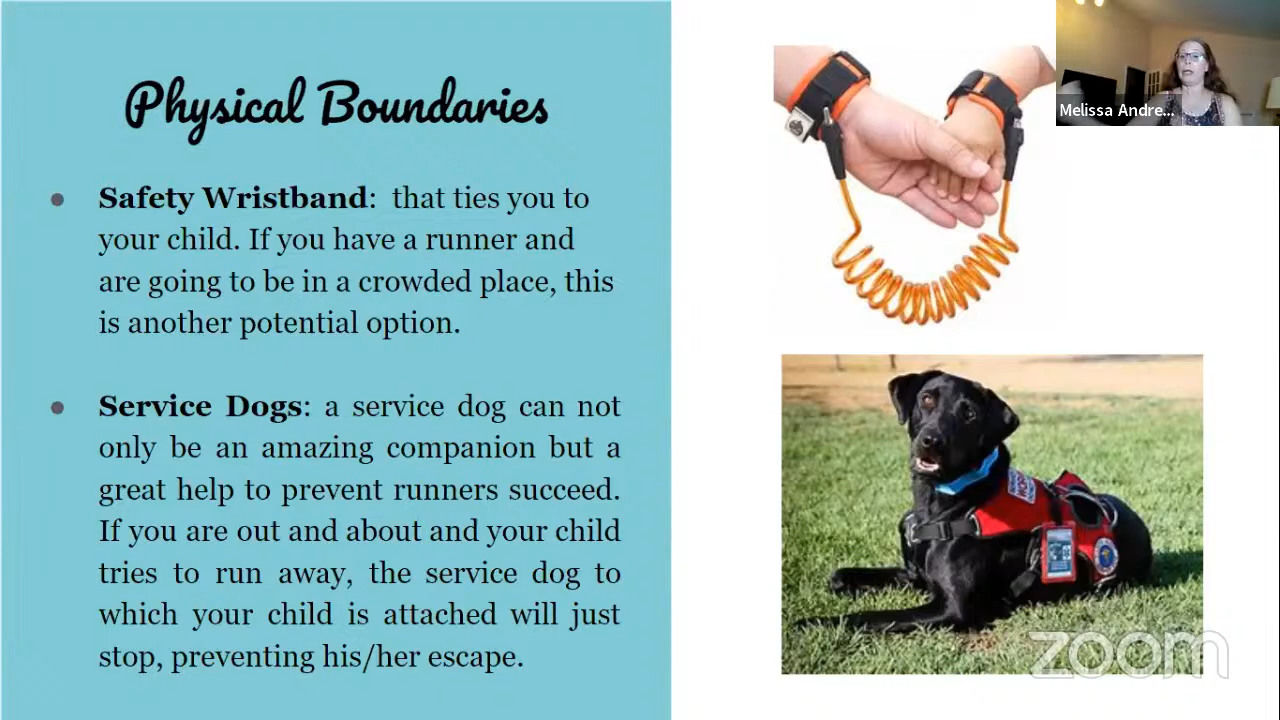 Physical Boundaries
● Safety Wristband:  that ties you to
your child. If you have a runner and
are going to be in a crowded place, this
is another potential option.
● Service Dogs: a service dog can not
only be an amazing companion but a
great help to prevent runners succeed.
If you are out and about and your child
tries to run away, the service dog to
which your child is attached will just
stop, preventing his/her escape.
Melissa Andre...
zoom